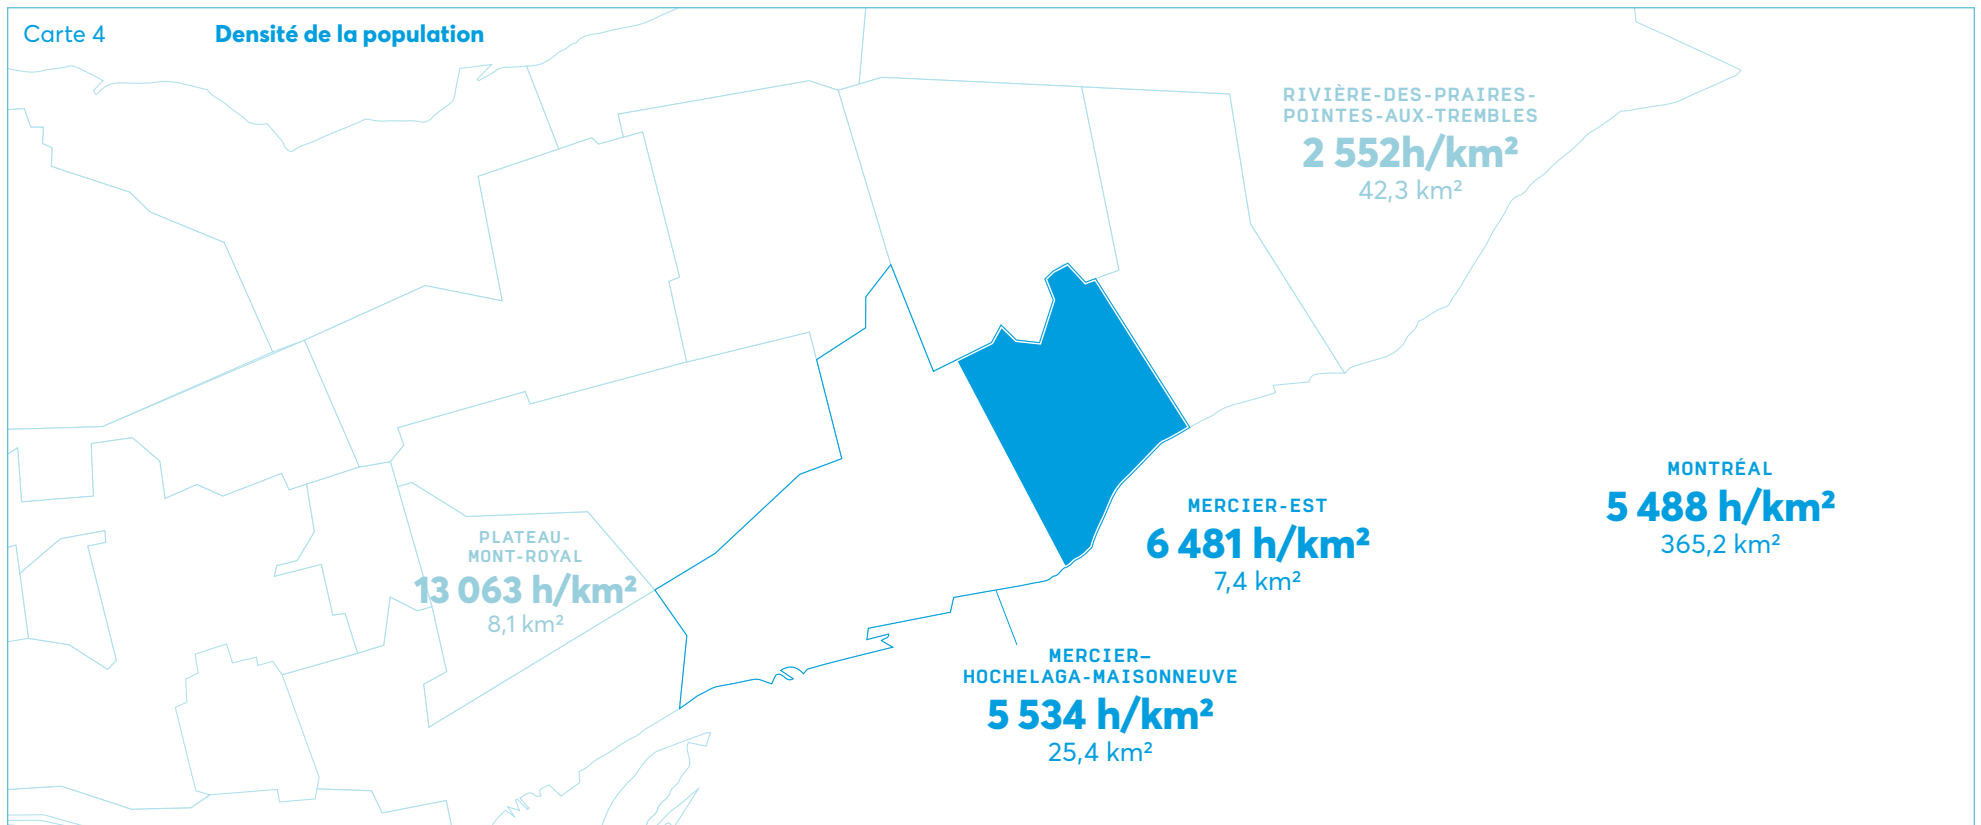 Carte 4
Densité de la population
RIVIÈRE-DES-PRAIRES-
POINTES-AUX-TREMBLES
2 552h/km²
42,3 km²
MONTRÉAL
5 488 h/km²
365,2 km²
MERCIER-EST
6 481 h/km²
7,4 km²
PLATEAU-
MONT-ROYAL
13 063 h/km²
8,1 km²
MERCIER–
HOCHELAGA-MAISONNEUVE
5 534 h/km²
25,4 km²